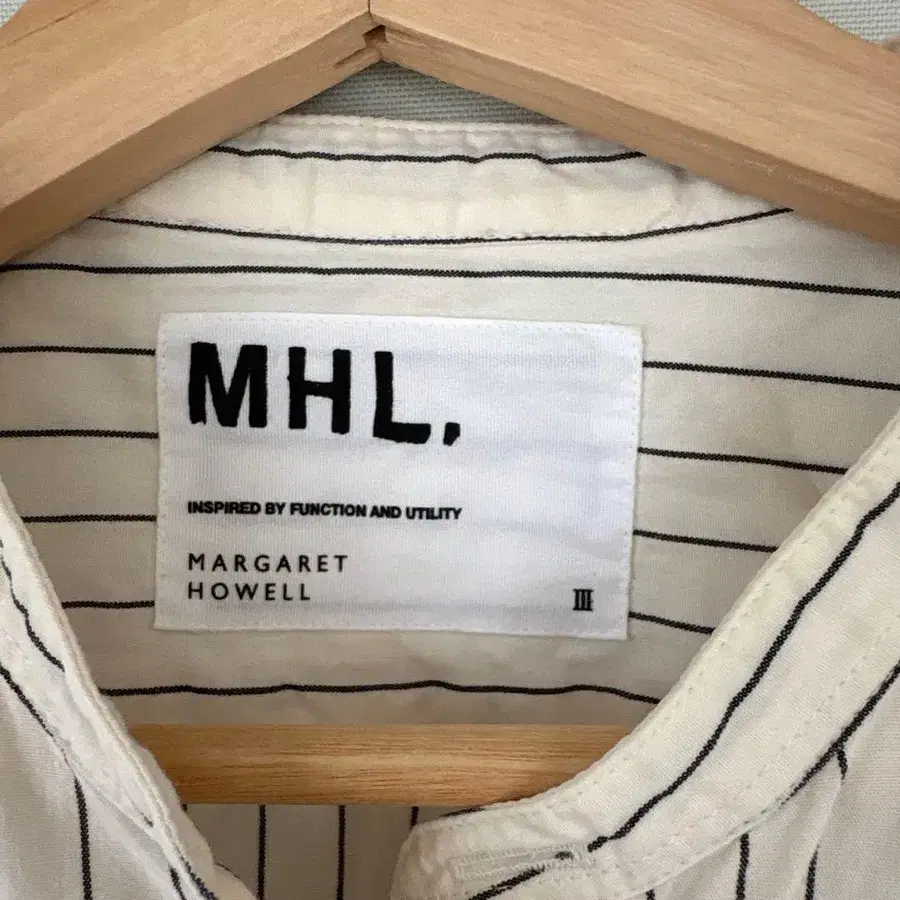 MHL.
INSPIRED BY FUNCTION AND UTILITY
MARGARET
HOWELL
III